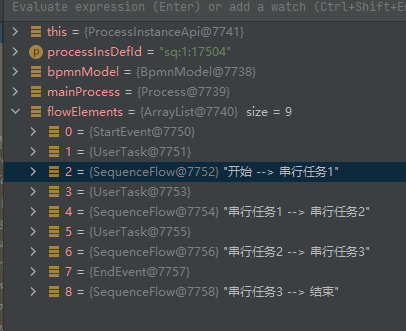 Evaluate expression (Enter) or add a watch (Ctrl+Shift+En
this = {ProcessInstanceApi@7741}
p processInsDefId = "sq:1:17504"
bpmnModel = {BpmnModel@7738}
mainProcess = {Process@7739}
flowElements = {ArrayList@7740} size = 9
0 = {StartEvent@7750}
1 = {UserTask@7751}
2 = {SequenceFlow@7752} "开始 --> 串行任务1"
3 = {UserTask@7753}
4 = {SequenceFlow@7754} "串行任务1 --> 串行任务2"
5 = {UserTask@7755}
6 = {SequenceFlow@7756} "串行任务2 --> 串行任务3"
7 = {EndEvent@7757}
8 = {SequenceFlow@7758} "串行任务3 --> 结束"